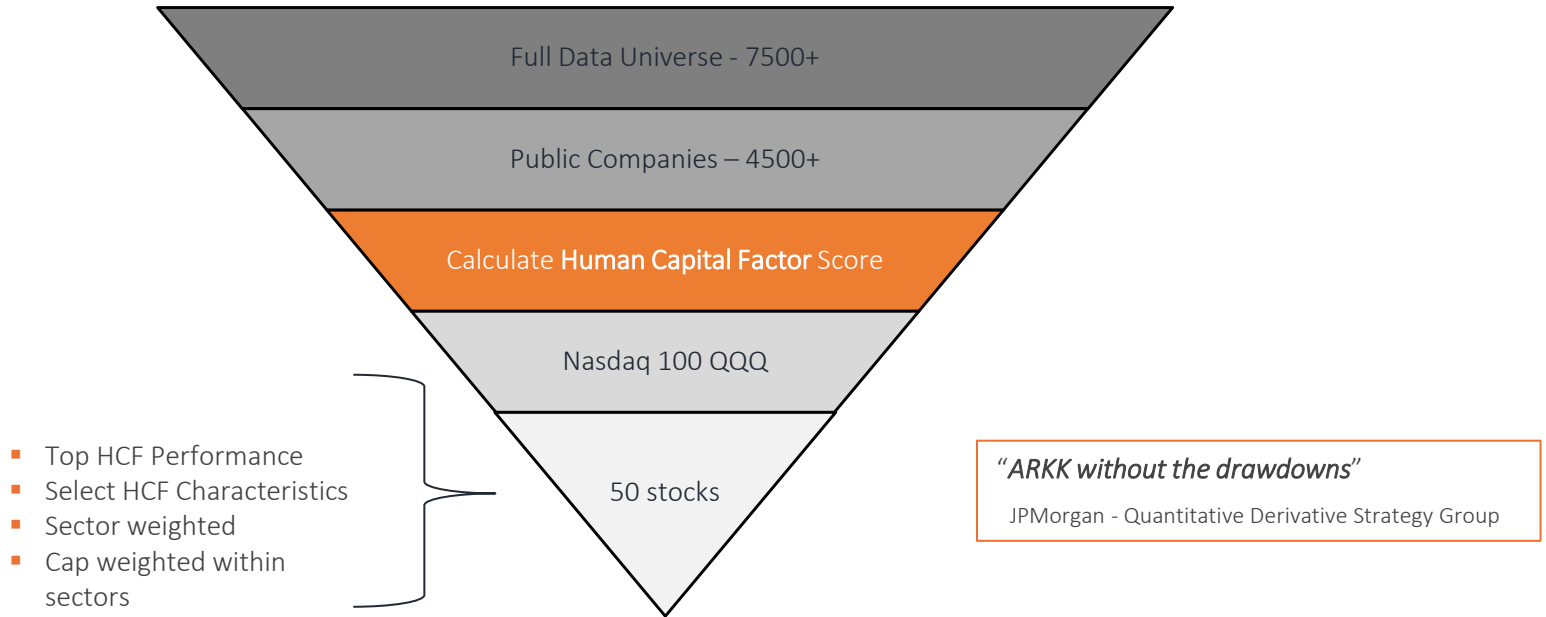 Full Data Universe - 7500+
Public Companies – 4500+
Calculate Human Capital Factor Score
Nasdaq 100 QQQ
50 stocks
▪ Top HCF Performance
▪ Select HCF Characteristics
▪ Sector weighted
▪ Cap weighted within
sectors
“ARKK without the drawdowns”
JPMorgan - Quantitative Derivative Strategy Group